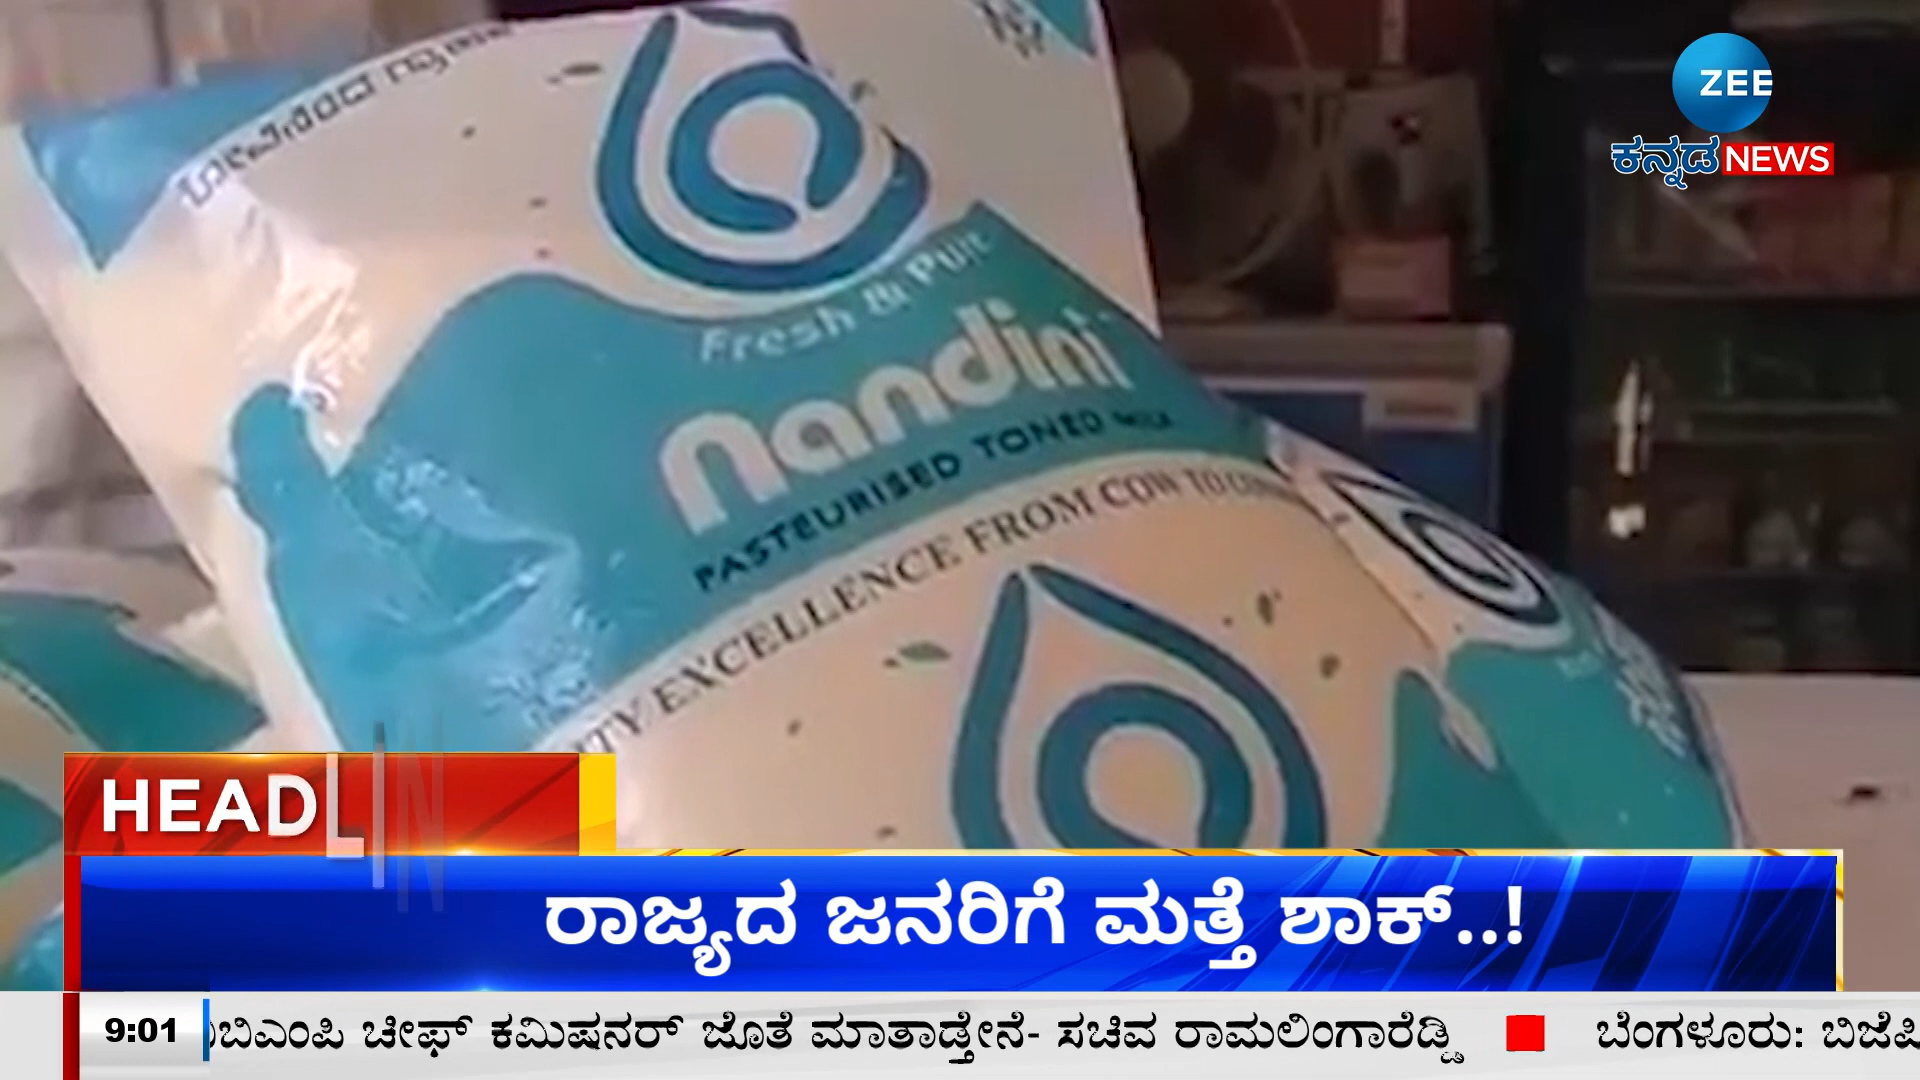 ZEE
ಕನ್ನಡ NEWS
Fresh & Pure
nandini
PASTEURISED TONED MILK
EXCELLENCE FROM COW TO
HEADLIN
ರಾಜ್ಯದ ಜನರಿಗೆ ಮತ್ತೆ ಶಾಕ್..!
9:01
ಬಿಎಂಪಿ ಚೀಫ್ ಕಮಿಷನರ್ ಜೊತೆ ಮಾತಾಡ್ತೇನೆ- ಸಚಿವ ರಾಮಲಿಂಗಾರೆಡ್ಡಿ ಬೆಂಗಳೂರು: ಬಿಜೆಪಿ